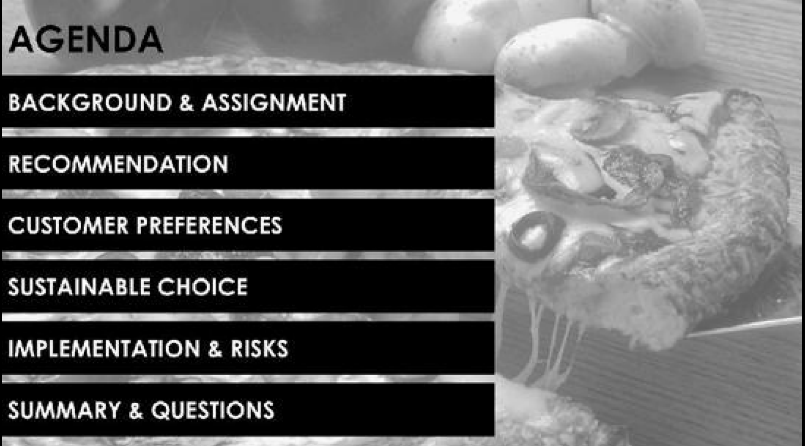 AGENDA
BACKGROUND & ASSIGNMENT
RECOMMENDATION
CUSTOMER PREFERENCES
SUSTAINABLE CHOICE
IMPLEMENTATION & RISKS
SUMMARY & QUESTIONS